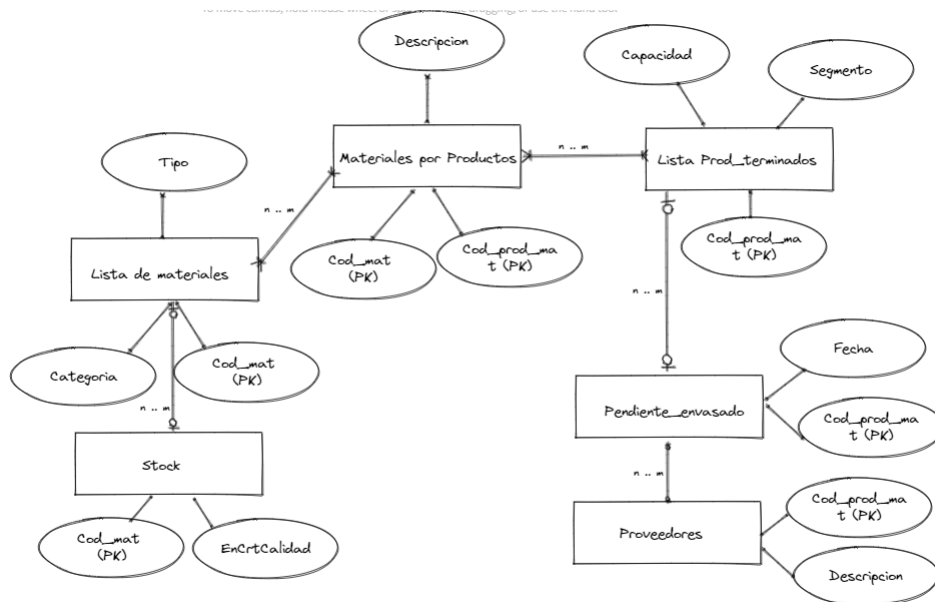 Descripcion
Capacidad
Segmento
Materiales por Productos
n .. m
Lista Prod_terminados
Tipo
n .. m
Cod_mat
(PK)
Cod_prod_ma
t (PK)
Cod_prod_ma
t (PK)
Lista de materiales
n .. m
Fecha
Categoria
Cod_mat
(PK)
n .. m
Pendiente_envasado
Cod_prod_ma
t (PK)
Stock
n .. m
Cod_prod_ma
t (PK)
Proveedores
Cod_mat
(PK)
EnCrtCalidad
Descripcion